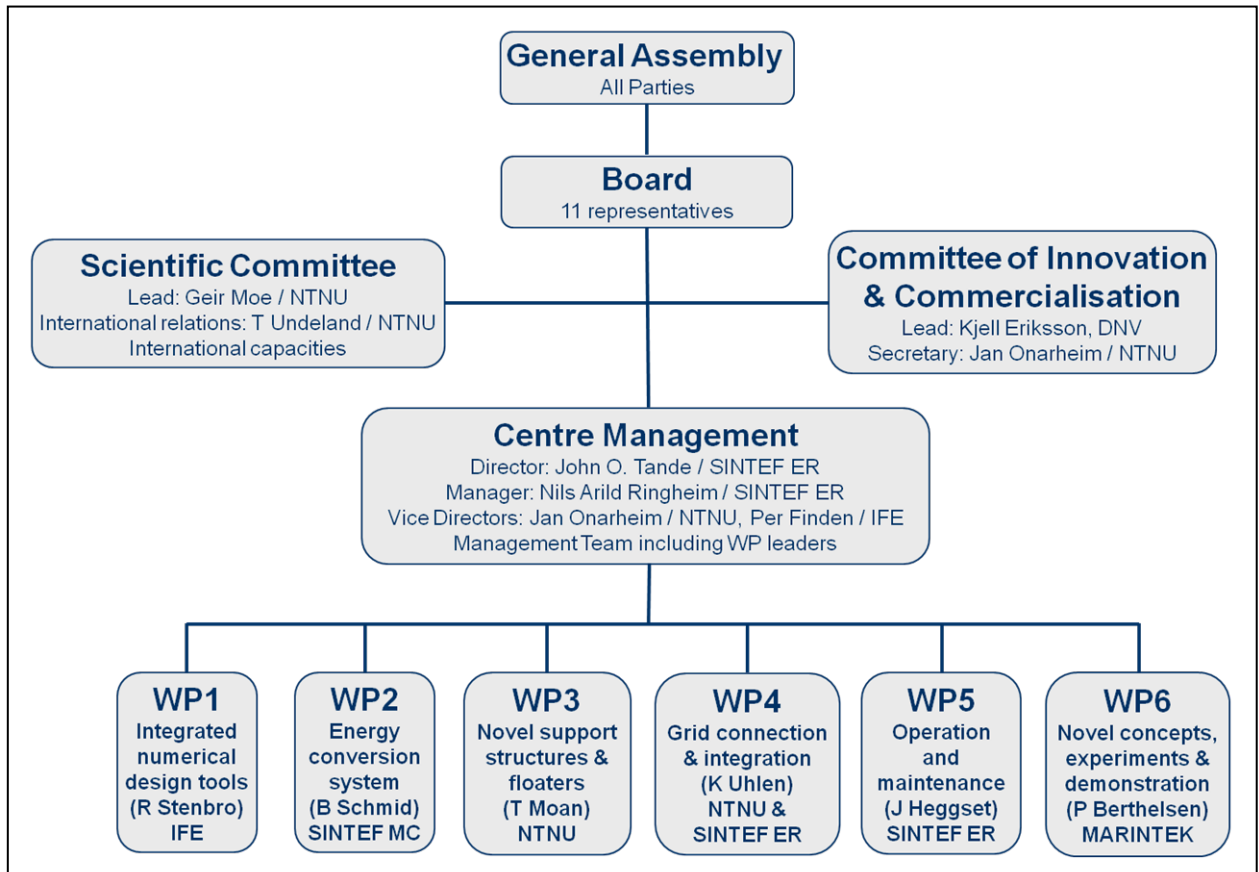 General Assembly
All Parties
Board
11 representatives
Scientific Committee
Lead: Geir Moe / NTNU
International relations: T Undeland / NTNU
International capacities
Committee of Innovation
& Commercialisation
Lead: Kjell Eriksson, DNV
Secretary: Jan Onarheim / NTNU
Centre Management
Director: John O. Tande / SINTEF ER
Manager: Nils Arild Ringheim / SINTEF ER
Vice Directors: Jan Onarheim / NTNU, Per Finden / IFE
Management Team including WP leaders
WP1
Integrated
numerical
design tools
(R Stenbro)
IFE
WP2
Energy
conversion
system
(B Schmid)
SINTEF MC
WP3
Novel support
structures &
floaters
(T Moan)
NTNU
WP4
Grid connection
& integration
(K Uhlen)
NTNU &
SINTEF ER
WP5
Operation
and
maintenance
(J Heggset)
SINTEF ER
WP6
Novel concepts,
experiments &
demonstration
(P Berthelsen)
MARINTEK